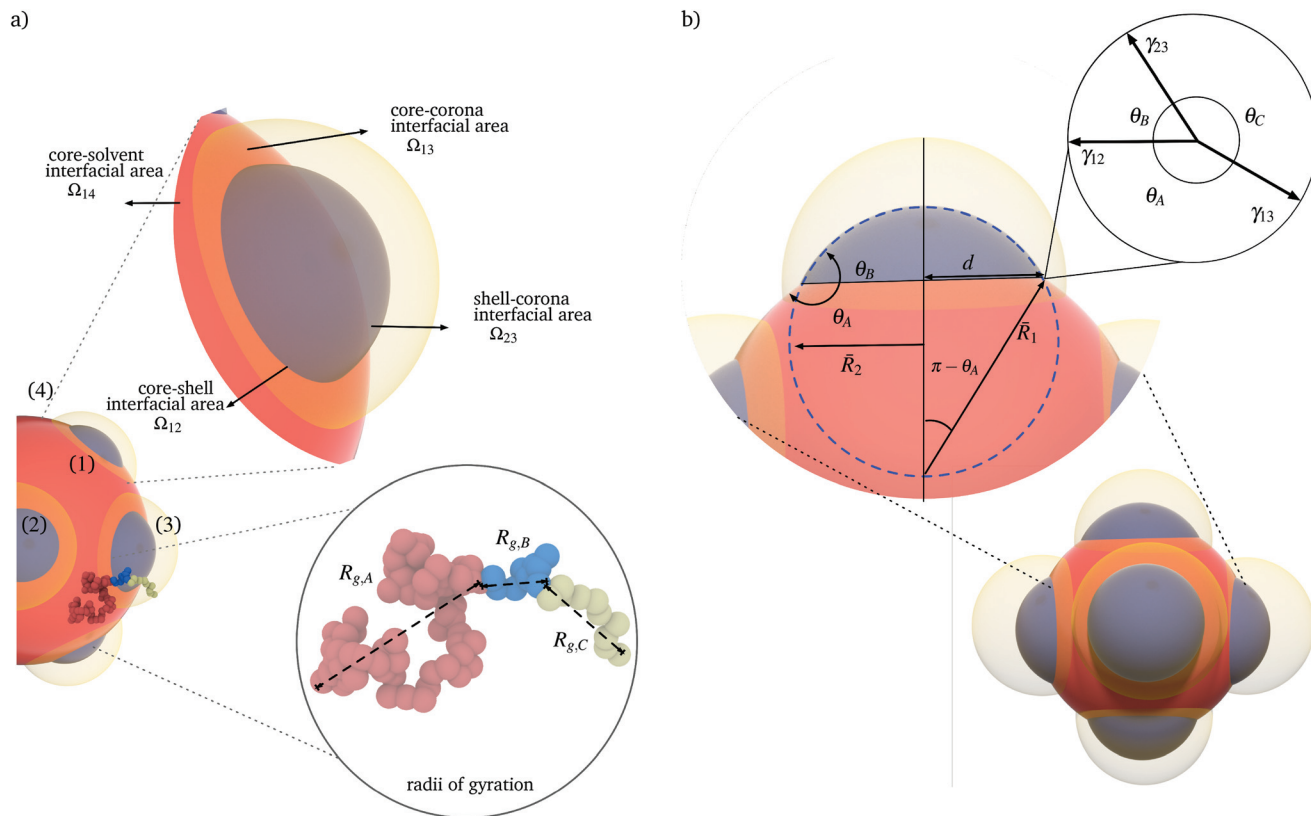 a)
core-corona
interfacial area
Ω13
core-solvent
interfacial area
Ω14
shell-corona
interfacial area
Ω23
core-shell
interfacial area
Ω12
(4)
(1)
(2)
(3)
Rg,A
Rg,B
Rg,C
radii of gyration
b)
γ23
θB
θC
γ12
θA
γ13
θB
d
θA
R̄1
R̄2
π − θA